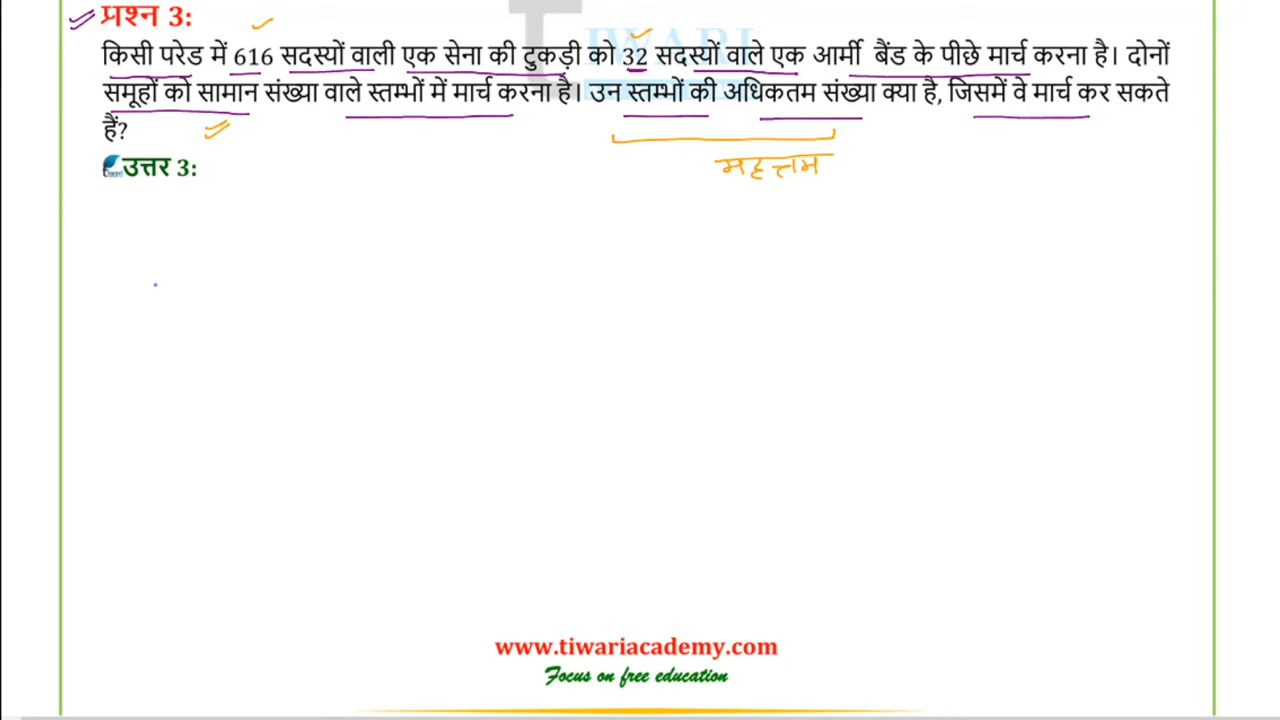 प्रश्न 3:
किसी परेड में 616 सदस्यों वाली एक सेना की टुकड़ी को 32 सदस्यों वाले एक आर्मी बैंड के पीछे मार्च करना है। दोनों
समूहों को सामान संख्या वाले स्तम्भों में मार्च करना है। उन स्तम्भों की अधिकतम संख्या क्या है, जिसमें वे मार्च कर सकते
हैं?
महत्तम
उत्तर 3:
www.tiwariacademy.com
Focus on free education